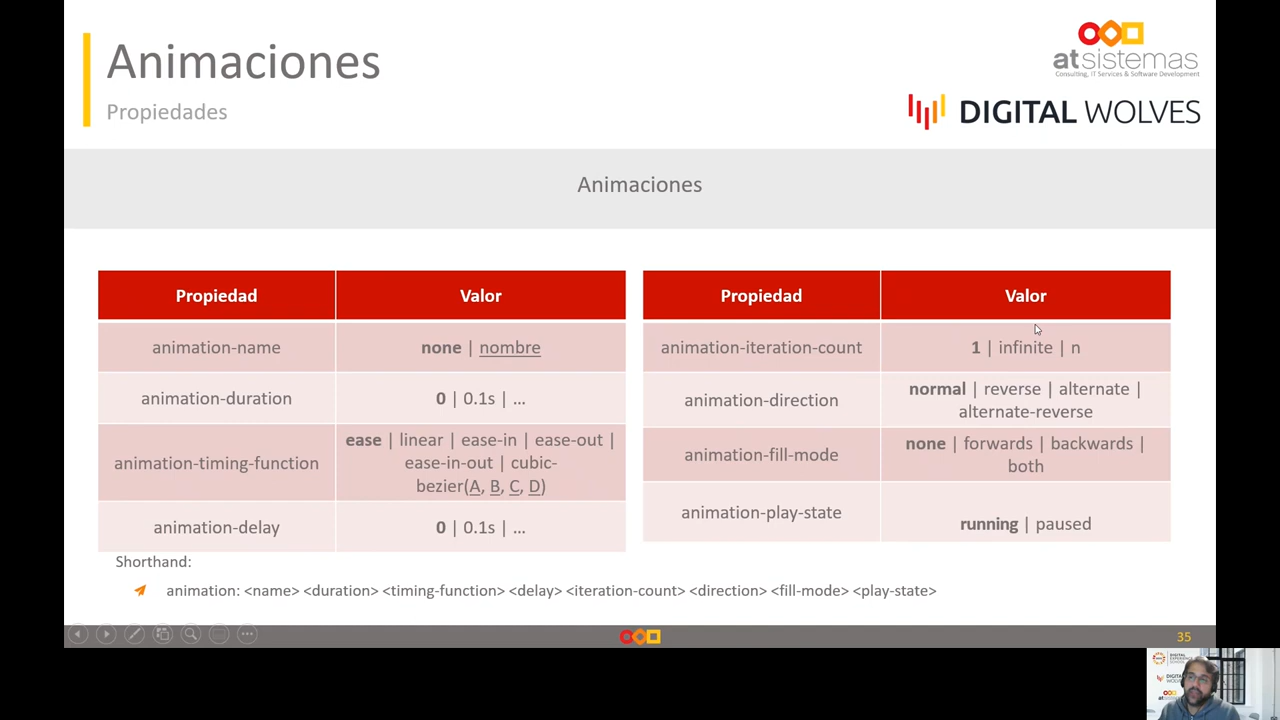 Animaciones
Propiedades
atsistemas
Consulting, IT Services & Software Development
DIGITAL WOLVES
Animaciones
Propiedad Valor
animation-name none | nombre
animation-duration 0 | 0.1s | ...
animation-timing-function ease | linear | ease-in | ease-out |
ease-in-out | cubic-
bezier(A, B, C, D)
animation-delay 0 | 0.1s | ...
Propiedad Valor
animation-iteration-count 1 | infinite | n
animation-direction normal | reverse | alternate |
alternate-reverse
animation-fill-mode none | forwards | backwards |
both
animation-play-state running | paused
Shorthand:
animation: <name> <duration> <timing-function> <delay> <iteration-count> <direction> <fill-mode> <play-state>
35